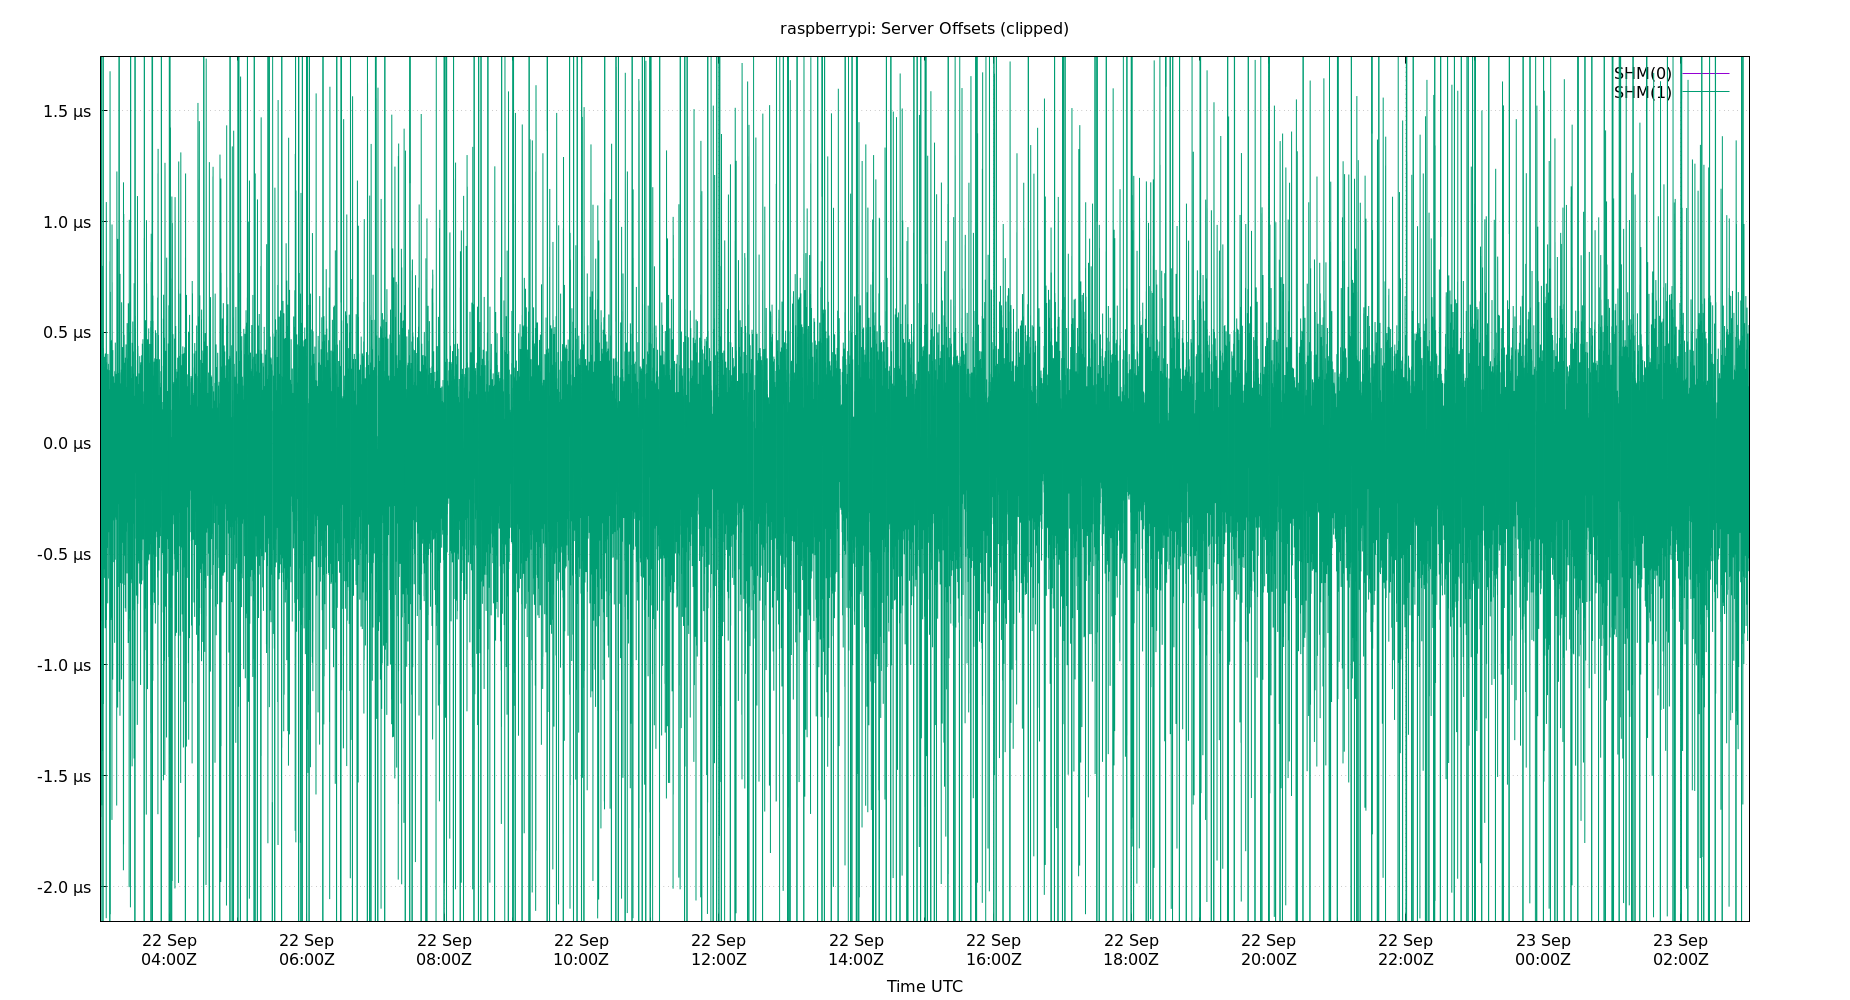 raspberrypi: Server Offsets (clipped)
SHM(0)
SHM(1)
1.5 µs
1.0 µs
0.5 µs
0.0 µs
-0.5 µs
-1.0 µs
-1.5 µs
-2.0 µs
22 Sep 22 Sep 22 Sep 22 Sep 22 Sep 22 Sep 22 Sep 22 Sep 22 Sep 22 Sep 23 Sep 23 Sep
04:00Z 06:00Z 08:00Z 10:00Z 12:00Z 14:00Z 16:00Z 18:00Z 20:00Z 22:00Z 00:00Z 02:00Z
Time UTC